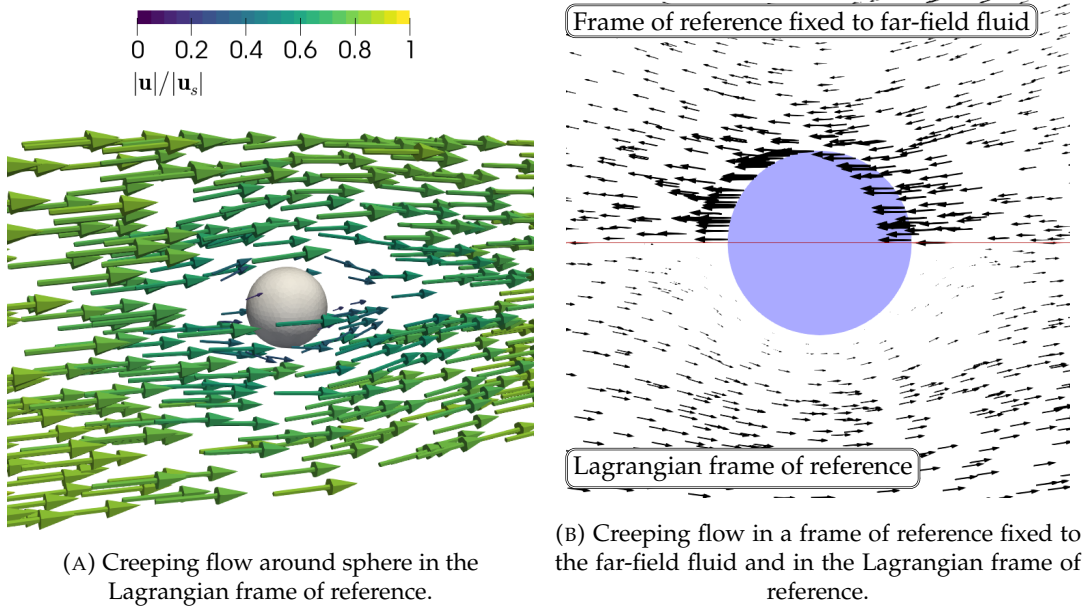 0 0.2 0.4 0.6 0.8 1
|u|/|u_s|
(A) Creeping flow around sphere in the
Lagrangian frame of reference.
Frame of reference fixed to far-field fluid
Lagrangian frame of reference
(B) Creeping flow in a frame of reference fixed to
the far-field fluid and in the Lagrangian frame of
reference.